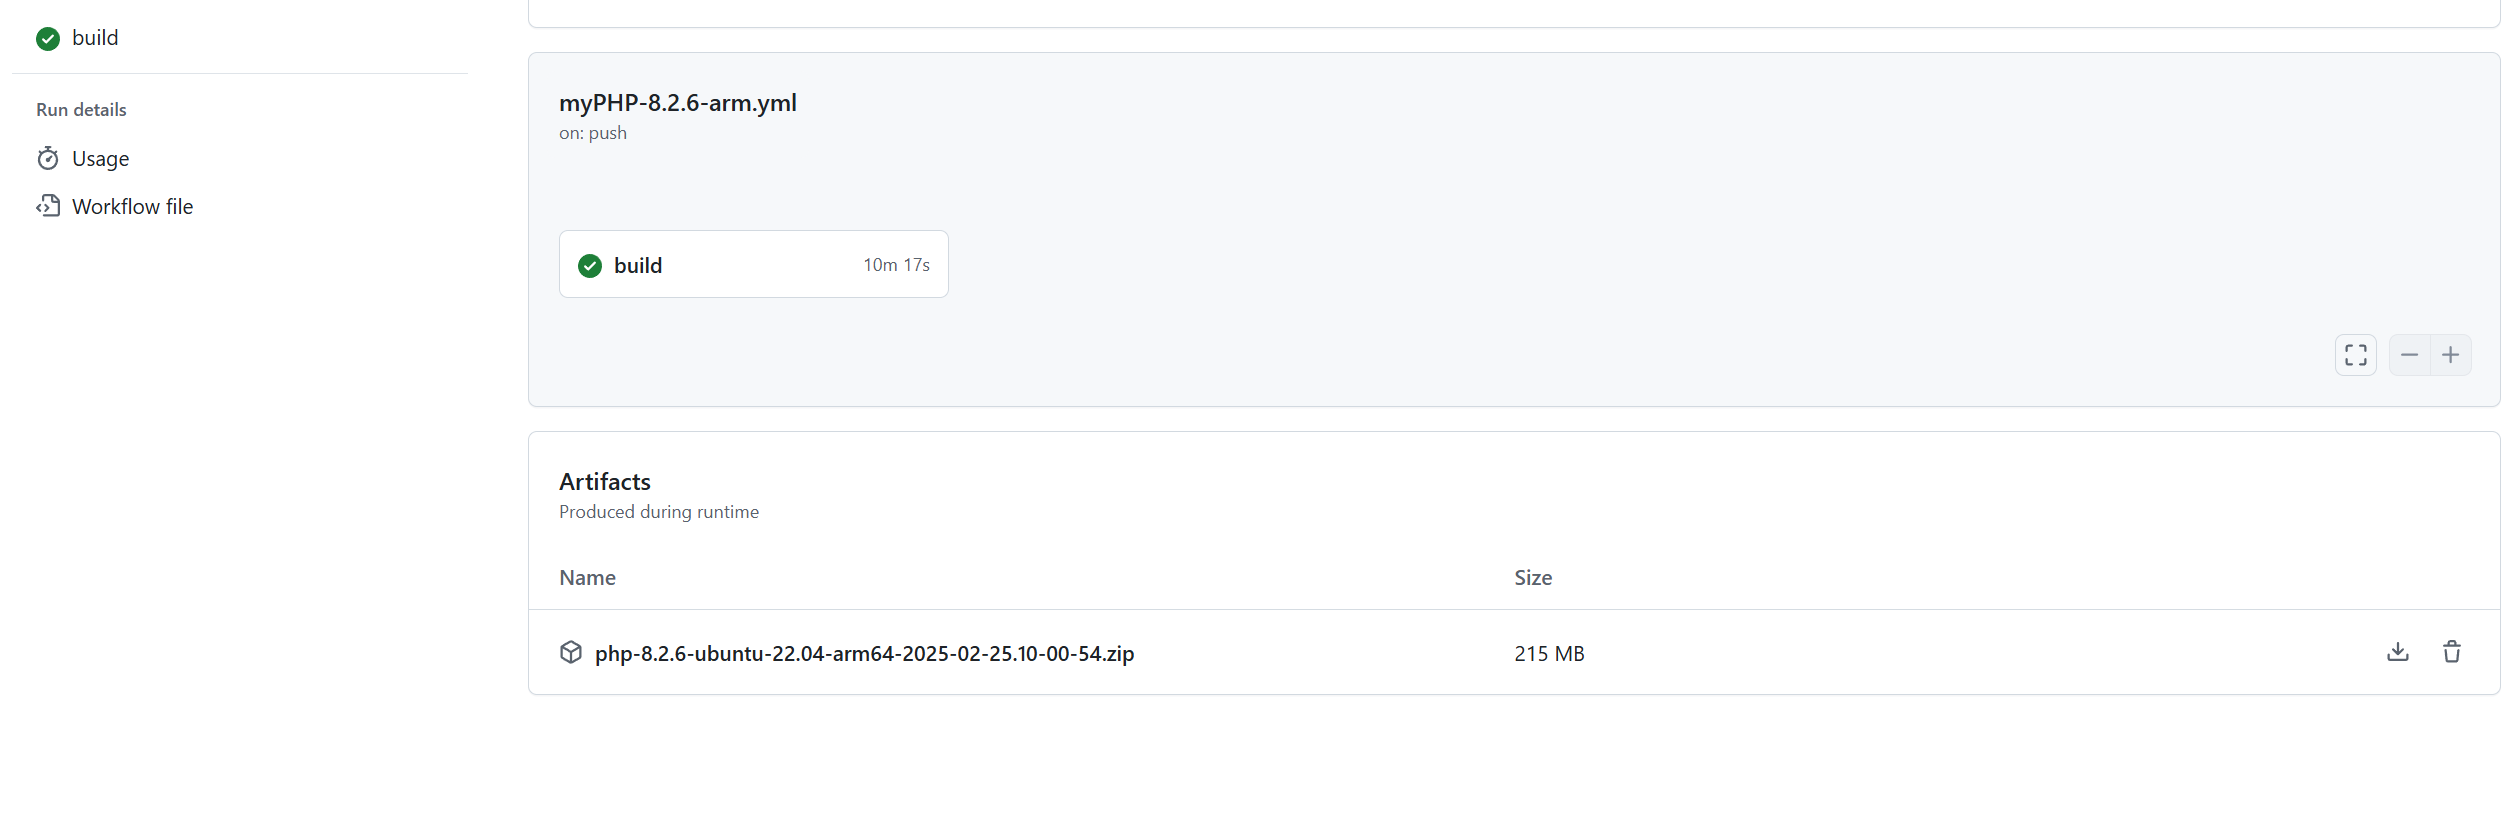 build
Run details
Usage
Workflow file
myPHP-8.2.6-arm.yml
on: push
build 10m 17s
Artifacts
Produced during runtime
Name Size
php-8.2.6-ubuntu-22.04-arm64-2025-02-25.10-00-54.zip 215 MB